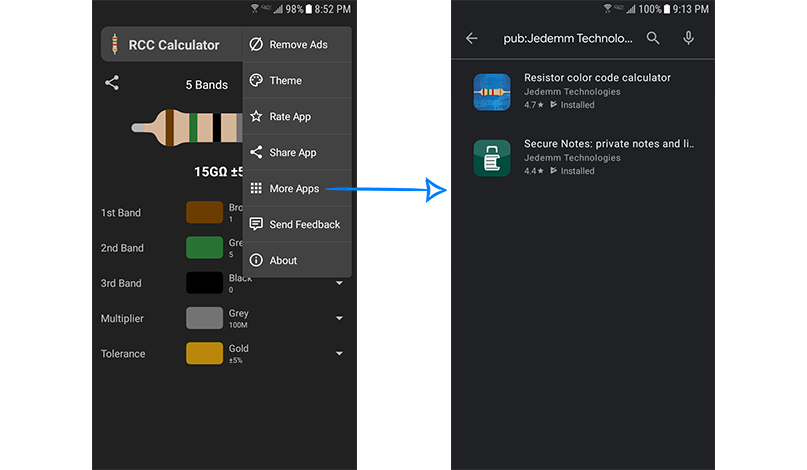 98% 8:52 PM
RCC Calculator
Remove Ads
5 Bands
Theme
Rate App
15GΩ ±5
Share App
More Apps
1st Band
Bro
1
Send Feedback
2nd Band
Gre
5
About
3rd Band
Black
0
Multiplier
Grey
100M
Tolerance
Gold
±5%
100% 9:13 PM
pub:Jedemm Technolo...
Resistor color code calculator
Jedemm Technologies
4.7★ Installed
Secure Notes: private notes and li..
Jedemm Technologies
4.4★ Installed